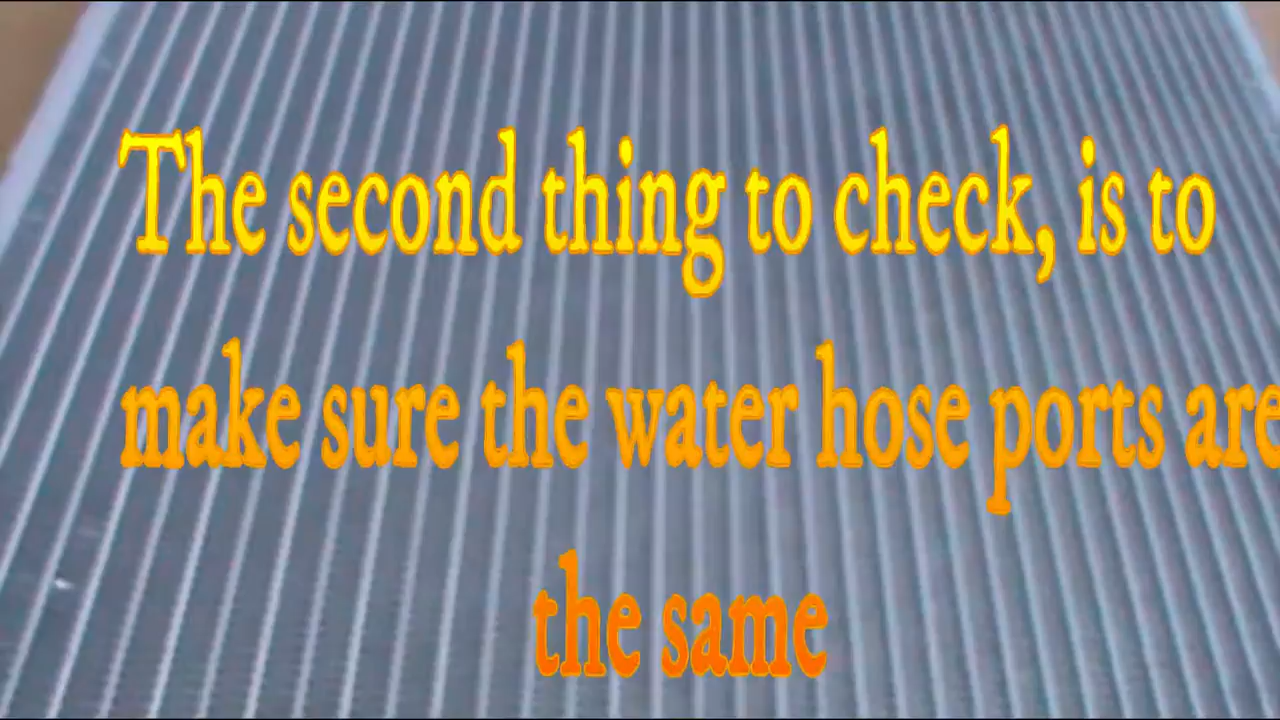 The second thing to check, is to
make sure the water hose ports are
the same